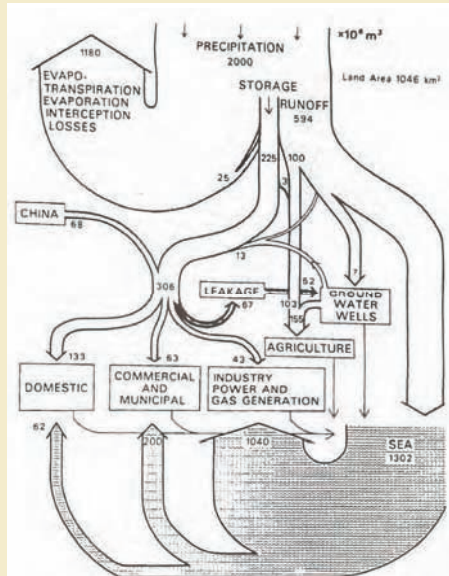 ×10⁶ m³
1180
PRECIPITATION
2000
Land Area 1046 km²
EVAPO-
TRANSPIRATION
EVAPORATION
INTERCEPTION
LOSSES
STORAGE
RUNOFF
594
225
100
25
3
CHINA
68
13
?
306
LEAKAGE
52
67
103
GROUND
WATER
WELLS
155
AGRICULTURE
133
63
43
DOMESTIC
COMMERCIAL
AND
MUNICIPAL
INDUSTRY
POWER AND
GAS GENERATION
62
200
1040
SEA
1302